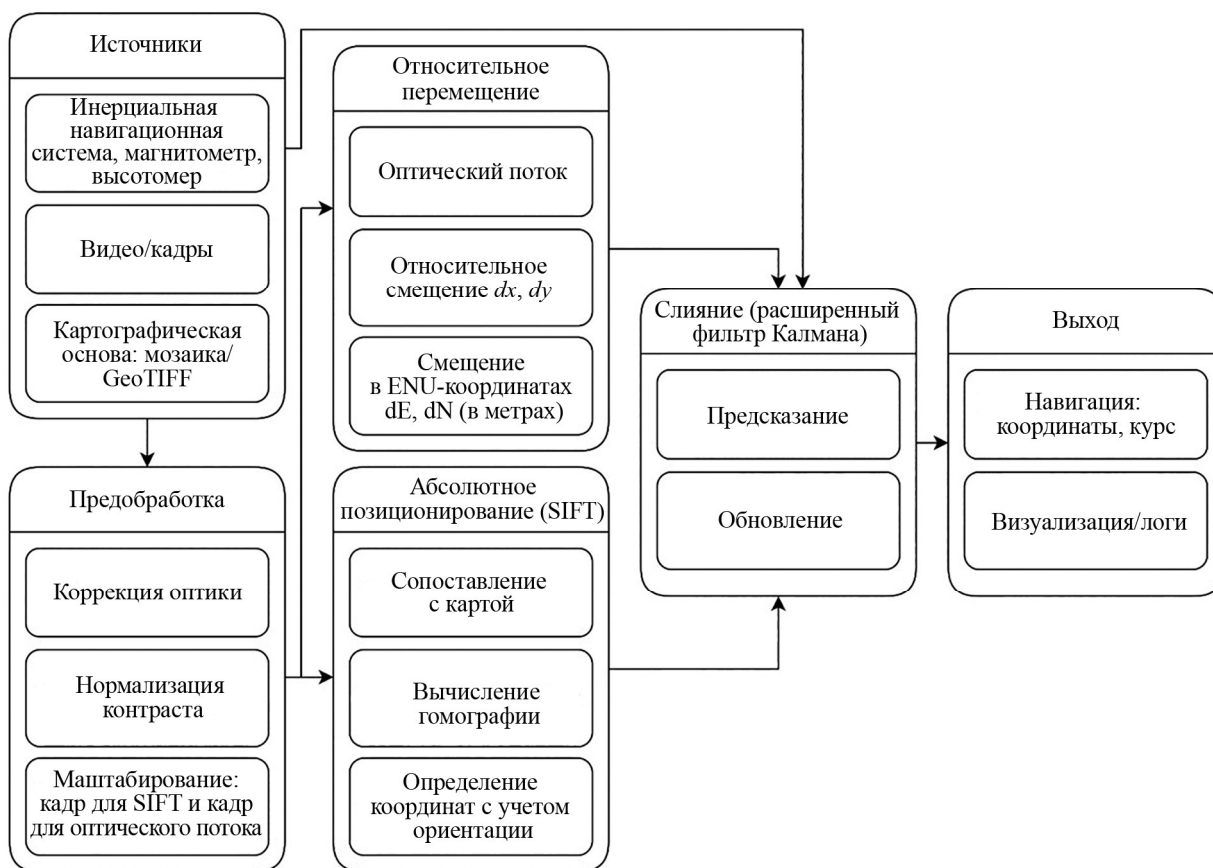 Источники
Инерциальная
навигационная
система, магнитометр,
высотомер
Видео/кадры
Картографическая
основа: мозаика/
GeoTIFF
Предобработка
Коррекция оптики
Нормализация
контраста
Маштабирование:
кадр для SIFT и кадр
для оптического потока
Относительное
перемещение
Оптический поток
Относительное
смещение dx, dy
Смещение
в ENU-координатах
dE, dN (в метрах)
Абсолютное
позиционирование (SIFT)
Сопоставление
с картой
Вычисление
гомографии
Определение
координат с учетом
ориентации
Слияние (расширенный
фильтр Калмана)
Предсказание
Обновление
Выход
Навигация:
координаты, курс
Визуализация/логи